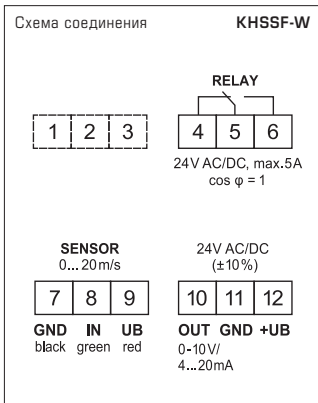 Схема соединения KHSSF-W
RELAY
1 2 3 4 5 6
24V AC/DC, max.5A
cos φ = 1
SENSOR
0...20m/s
24V AC/DC
(±10%)
7 8 9 10 11 12
GND IN UB OUT GND +UB
black green red 0-10V/
4...20mA